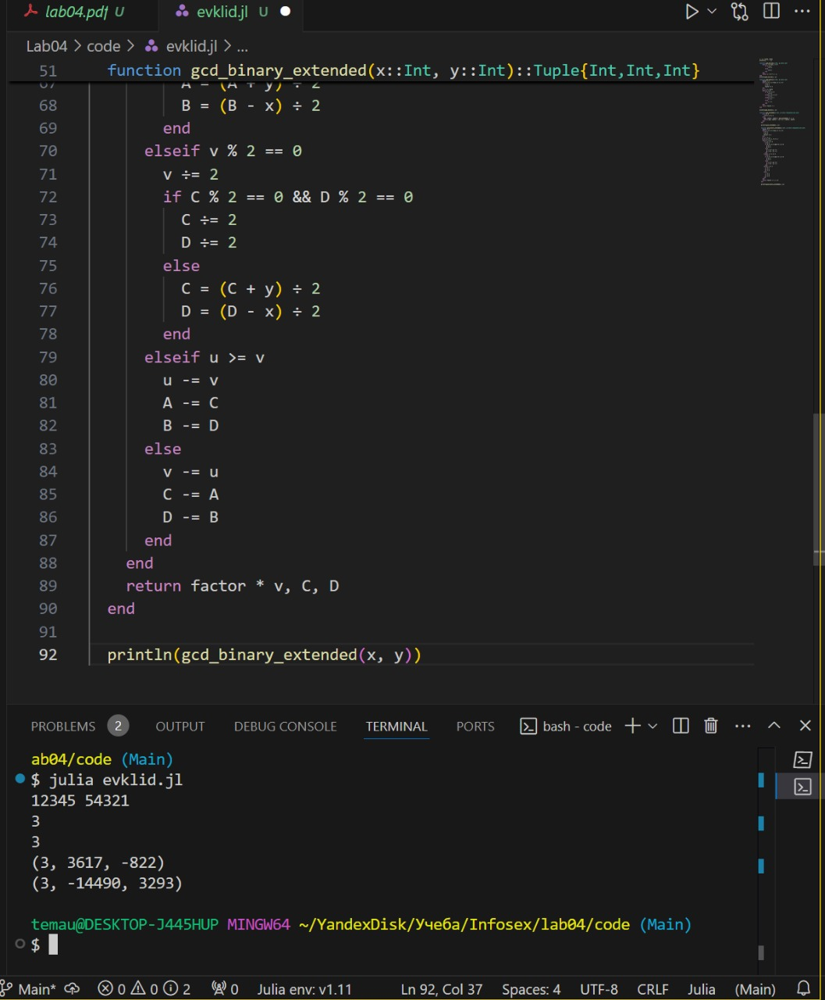 lab04.pdf U evklid.jl U
Lab04 > code > evklid.jl > ...
51 function gcd_binary_extended(x::Int, y::Int)::Tuple{Int,Int,Int}
67 A = (A + y) ÷ 2
68 B = (B - x) ÷ 2
69 end
70 elseif v % 2 == 0
71 v ÷= 2
72 if C % 2 == 0 && D % 2 == 0
73 C ÷= 2
74 D ÷= 2
75 else
76 C = (C + y) ÷ 2
77 D = (D - x) ÷ 2
78 end
79 elseif u >= v
80 u -= v
81 A -= C
82 B -= D
83 else
84 v -= u
85 C -= A
86 D -= B
87 end
88 end
89 return factor * v, C, D
90 end
91
92 println(gcd_binary_extended(x, y))
PROBLEMS 2 OUTPUT DEBUG CONSOLE TERMINAL PORTS bash - code
ab04/code (Main)
$ julia evklid.jl
12345 54321
3
3
(3, 3617, -822)
(3, -14490, 3293)
temau@DESKTOP-J445HUP MINGW64 ~/YandexDisk/Учеба/Infosex/lab04/code (Main)
$
Main* 0 0 2 0 Julia env: v1.11 Ln 92, Col 37 Spaces: 4 UTF-8 CRLF Julia (Main)